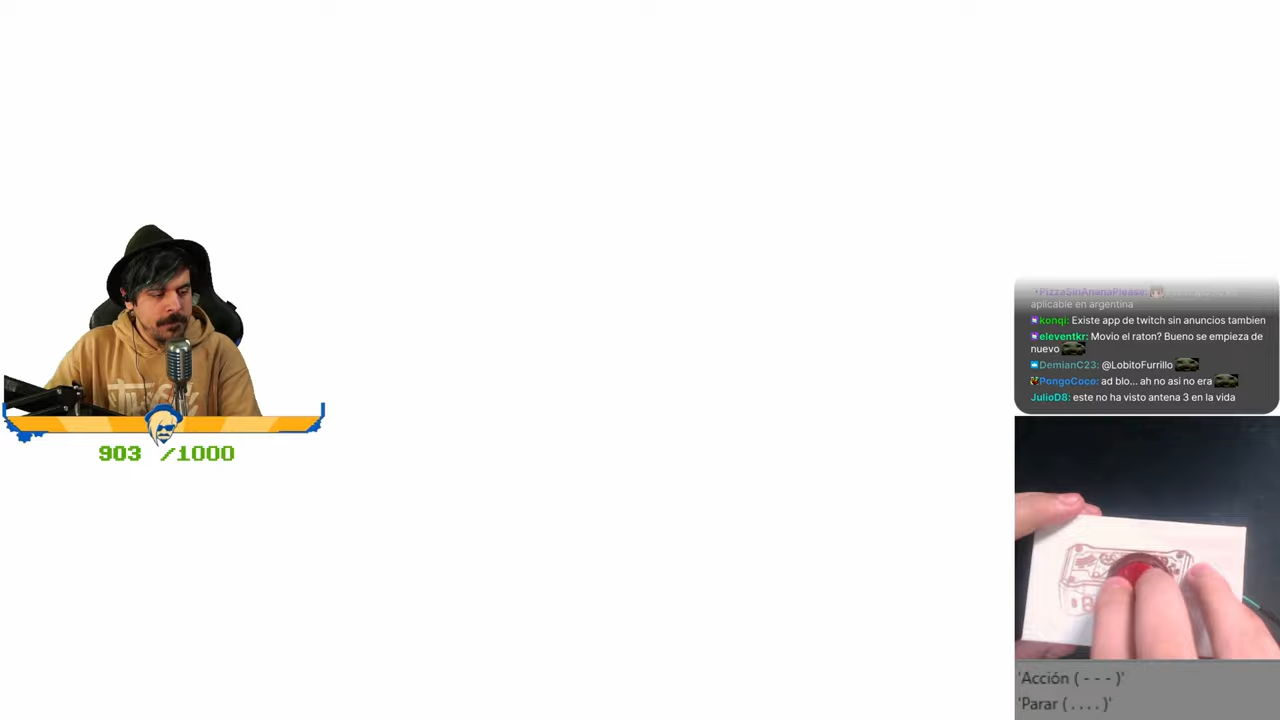 PizzaSinAnanaPlease:
aplicable en argentina
konqi: Existe app de twitch sin anuncios tambien
eleventkr: Movio el raton? Bueno se empieza de
nuevo
DemianC23: @LobitoFurrillo
PongoCoco: ad blo... ah no asi no era
JulioD8: este no ha visto antena 3 en la vida
903 /1000
'Acción ( - - - )'
'Parar ( . . . . )'